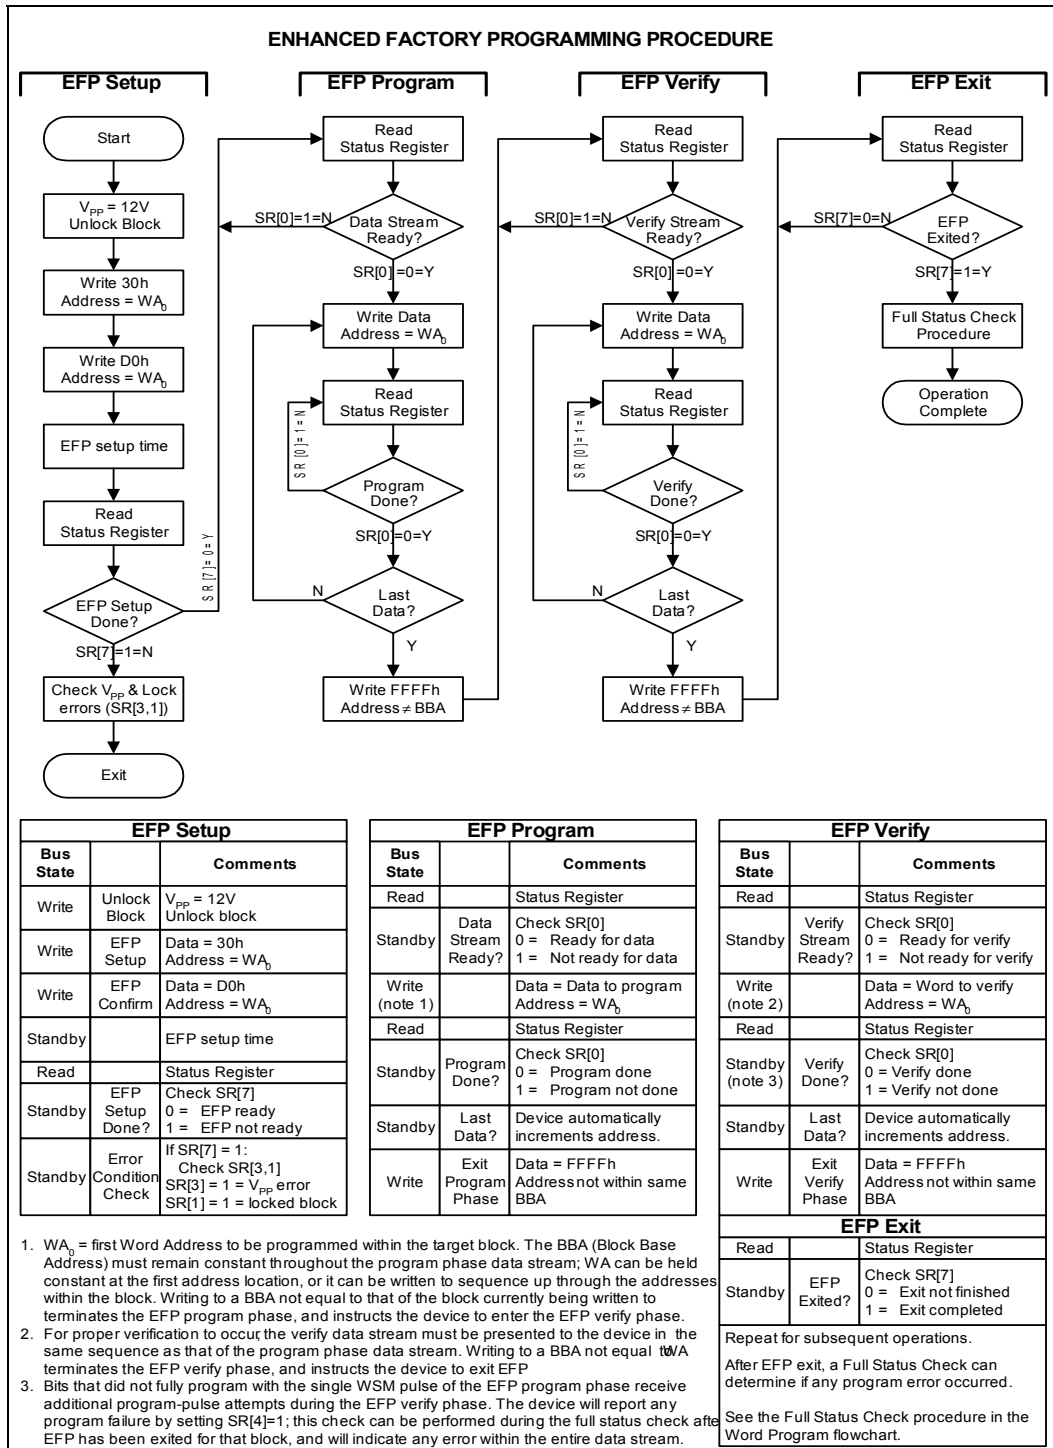 ENHANCED FACTORY PROGRAMMING PROCEDURE
EFP Setup
Start
VPP = 12V
Unlock Block
Write 30h
Address = WA0
Write D0h
Address = WA0
EFP setup time
Read
Status Register
EFP Setup
Done?
SR[7]=0=Y
SR[7]=1=N
Check VPP & Lock
errors (SR[3,1])
Exit
EFP Program
Read
Status Register
SR[0]=1=N
Data Stream
Ready?
SR[0]=0=Y
Write Data
Address = WA0
Read
Status Register
SR[0]=1=N
Program
Done?
SR[0]=0=Y
N
Last
Data?
Y
Write FFFFh
Address ≠ BBA
EFP Verify
Read
Status Register
SR[0]=1=N
Verify Stream
Ready?
SR[0]=0=Y
Write Data
Address = WA0
Read
Status Register
SR[0]=1=N
Verify
Done?
SR[0]=0=Y
N
Last
Data?
Y
Write FFFFh
Address ≠ BBA
EFP Exit
Read
Status Register
SR[7]=0=N
EFP
Exited?
SR[7]=1=Y
Full Status Check
Procedure
Operation
Complete
EFP Setup
Bus
State
Comments
Write
Unlock
Block
VPP = 12V
Unlock block
Write
EFP
Setup
Data = 30h
Address = WA0
Write
EFP
Confirm
Data = D0h
Address = WA0
Standby
EFP setup time
Read
Status Register
Standby
EFP
Setup
Done?
Check SR[7]
0 = EFP ready
1 = EFP not ready
Standby
Error
Condition
Check
If SR[7] = 1:
Check SR[3,1]
SR[3] = 1 = VPP error
SR[1] = 1 = locked block
EFP Program
Bus
State
Comments
Read
Status Register
Standby
Data
Stream
Ready?
Check SR[0]
0 = Ready for data
1 = Not ready for data
Write
(note 1)
Data = Data to program
Address = WA0
Read
Status Register
Standby
Program
Done?
Check SR[0]
0 = Program done
1 = Program not done
Standby
Last
Data?
Device automatically
increments address.
Write
Exit
Program
Phase
Data = FFFFh
Address not within same
BBA
EFP Verify
Bus
State
Comments
Read
Status Register
Standby
Verify
Stream
Ready?
Check SR[0]
0 = Ready for verify
1 = Not ready for verify
Write
(note 2)
Data = Word to verify
Address = WA0
Read
Status Register
Standby
(note 3)
Verify
Done?
Check SR[0]
0 = Verify done
1 = Verify not done
Standby
Last
Data?
Device automatically
increments address.
Write
Exit
Verify
Phase
Data = FFFFh
Address not within same
BBA
EFP Exit
Read
Status Register
Standby
EFP
Exited?
Check SR[7]
0 = Exit not finished
1 = Exit completed
Repeat for subsequent operations.
After EFP exit, a Full Status Check can
determine if any program error occurred.
See the Full Status Check procedure in the
Word Program flowchart.
1. WA0 = first Word Address to be programmed within the target block. The BBA (Block Base
Address) must remain constant throughout the program phase data stream; WA can be held
constant at the first address location, or it can be written to sequence up through the addresses
within the block. Writing to a BBA not equal to that of the block currently being written to
terminates the EFP program phase, and instructs the device to enter the EFP verify phase.
2. For proper verification to occur, the verify data stream must be presented to the device in the
same sequence as that of the program phase data stream. Writing to a BBA not equal to WA
terminates the EFP verify phase, and instructs the device to exit EFP
3. Bits that did not fully program with the single WSM pulse of the EFP program phase receive
additional program-pulse attempts during the EFP verify phase. The device will report any
program failure by setting SR[4]=1; this check can be performed during the full status check afte
EFP has been exited for that block, and will indicate any error within the entire data stream.